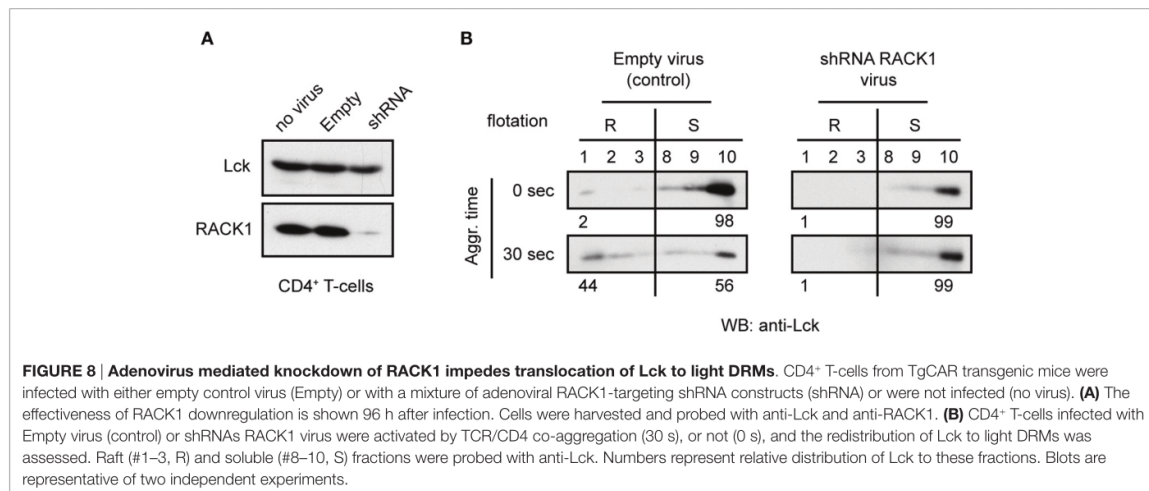 A
no virus Empty shRNA
Lck
RACK1
CD4⁺ T-cells
B
Empty virus
(control)
shRNA RACK1
virus
flotation
R S R S
1 2 3 8 9 10 1 2 3 8 9 10
Aggr. time
0 sec
2 98 1 99
30 sec
44 56 1 99
WB: anti-Lck
FIGURE 8 | Adenovirus mediated knockdown of RACK1 impedes translocation of Lck to light DRMs. CD4⁺ T-cells from TgCAR transgenic mice were
infected with either empty control virus (Empty) or with a mixture of adenoviral RACK1-targeting shRNA constructs (shRNA) or were not infected (no virus). (A) The
effectiveness of RACK1 downregulation is shown 96 h after infection. Cells were harvested and probed with anti-Lck and anti-RACK1. (B) CD4⁺ T-cells infected with
Empty virus (control) or shRNAs RACK1 virus were activated by TCR/CD4 co-aggregation (30 s), or not (0 s), and the redistribution of Lck to light DRMs was
assessed. Raft (#1–3, R) and soluble (#8–10, S) fractions were probed with anti-Lck. Numbers represent relative distribution of Lck to these fractions. Blots are
representative of two independent experiments.